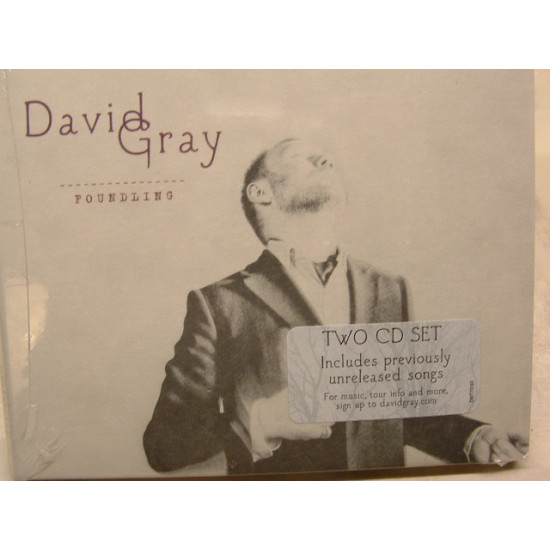 David
Gray
FOUNDLING
TWO CD SET
Includes previously
unreleased songs
For music, tour info and more,
sign up to davidgray.com